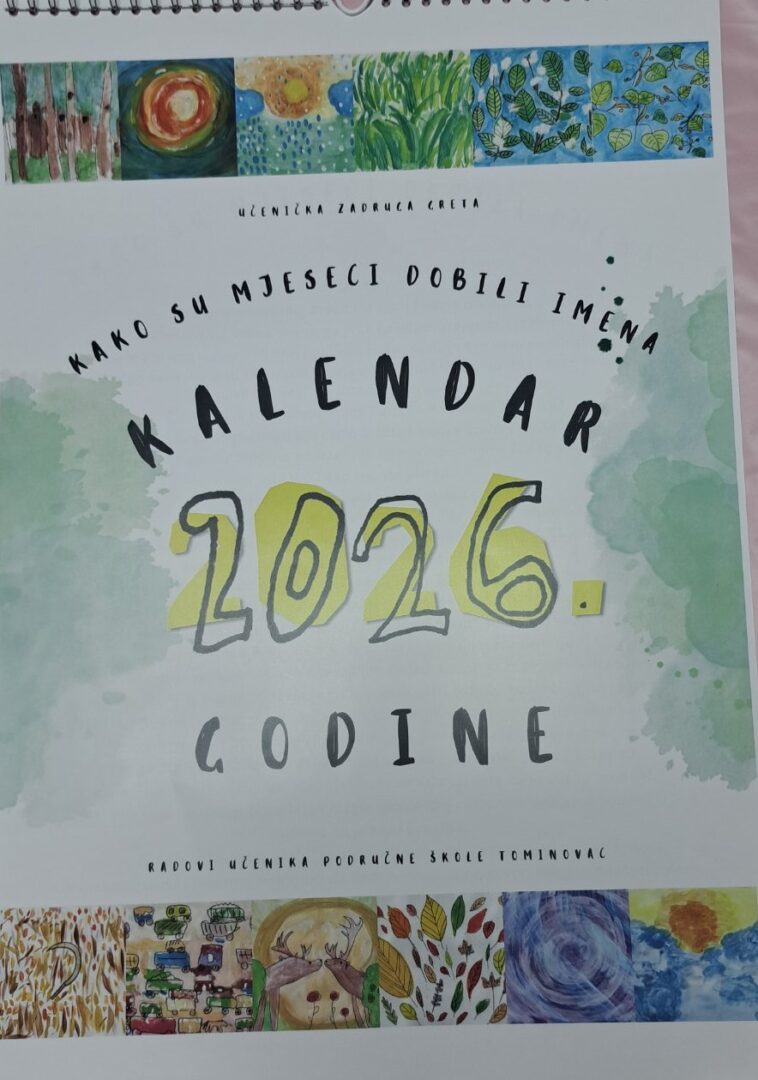 UČENIČKA ZADRUGA GRETA
KAKO SU MJESECI DOBILI IMENA
KALENDAR
2026.
GODINE
RADOVI UČENIKA PODRUČNE ŠKOLE TOMINOVAC